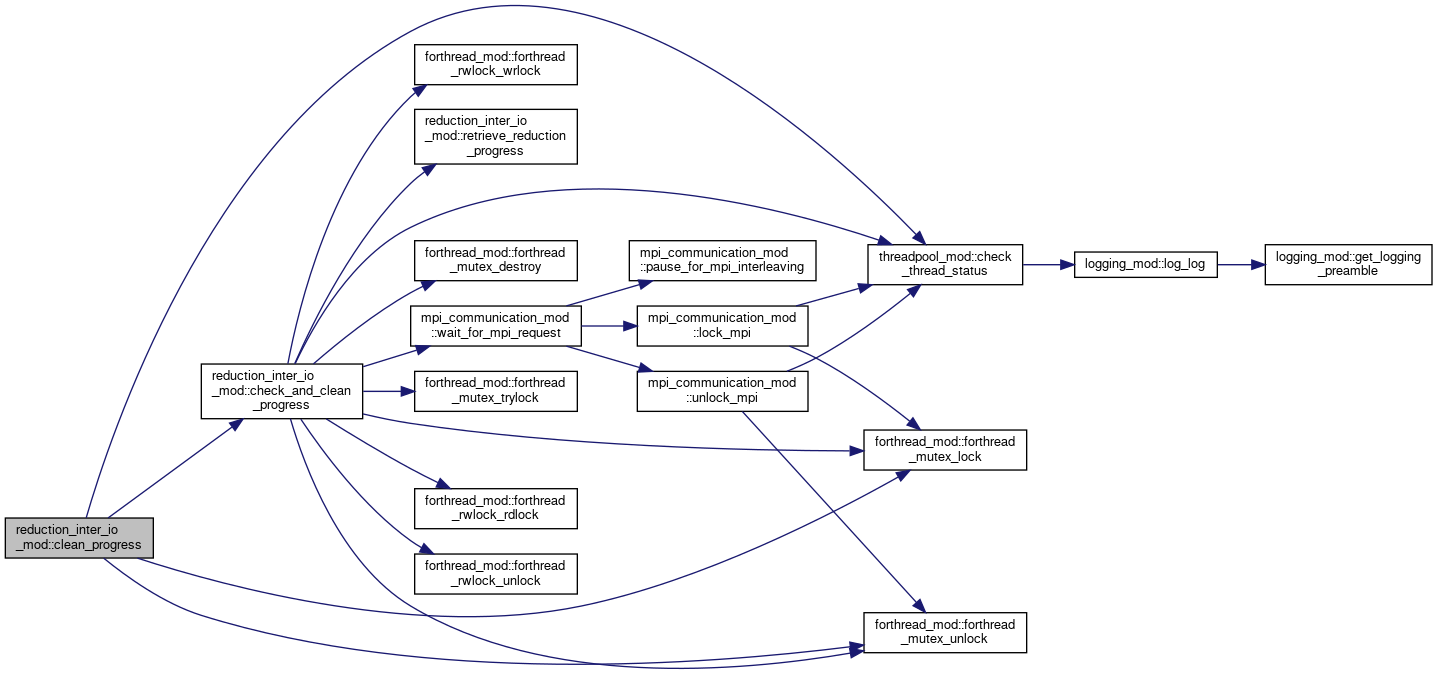 forthread_mod::forthread
_rwlock_wrlock
reduction_inter_io
_mod::retrieve_reduction
_progress
forthread_mod::forthread
_mutex_destroy
mpi_communication_mod
::pause_for_mpi_interleaving
threadpool_mod::check
_thread_status
logging_mod::log_log
logging_mod::get_logging
_preamble
mpi_communication_mod
::wait_for_mpi_request
mpi_communication_mod
::lock_mpi
reduction_inter_io
_mod::check_and_clean
_progress
forthread_mod::forthread
_mutex_trylock
mpi_communication_mod
::unlock_mpi
forthread_mod::forthread
_mutex_lock
forthread_mod::forthread
_rwlock_rdlock
reduction_inter_io
_mod::clean_progress
forthread_mod::forthread
_rwlock_unlock
forthread_mod::forthread
_mutex_unlock